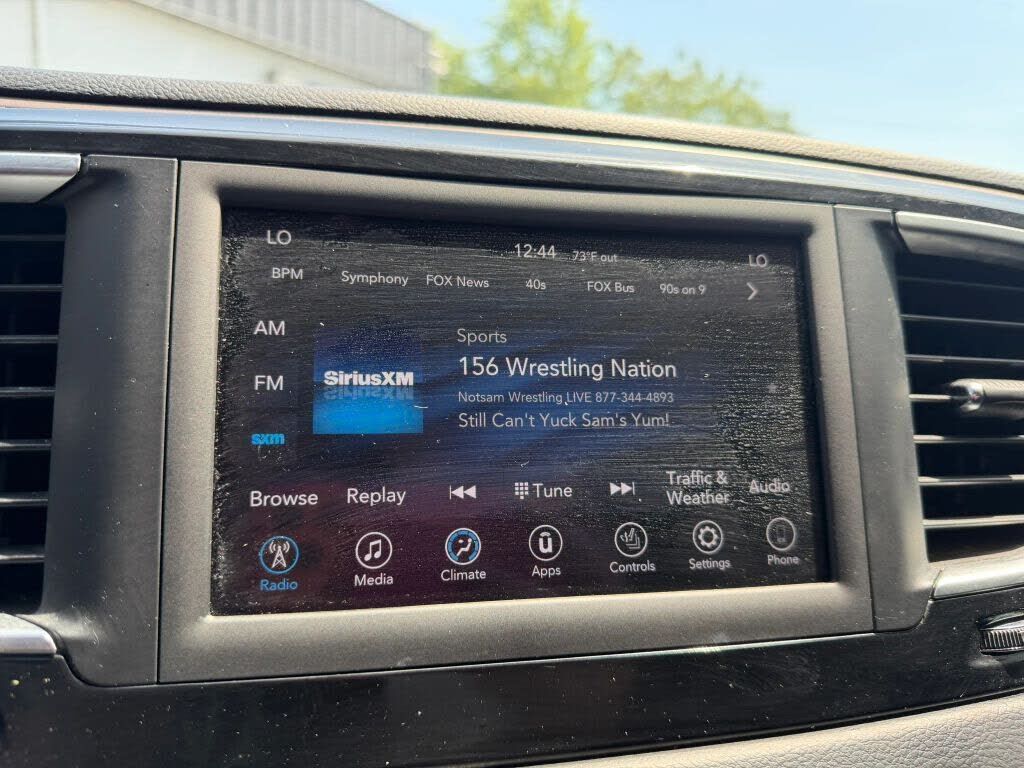 LO 12:44 73°F out LO
BPM Symphony FOX News 40s FOX Bus 90s on 9
AM
FM
sxm
SiriusXM
Sports
156 Wrestling Nation
Notsam Wrestling LIVE 877-344-4893
Still Can't Yuck Sam's Yum!
Browse Replay Tune Traffic & Weather Audio
Radio Media Climate Apps Controls Settings Phone